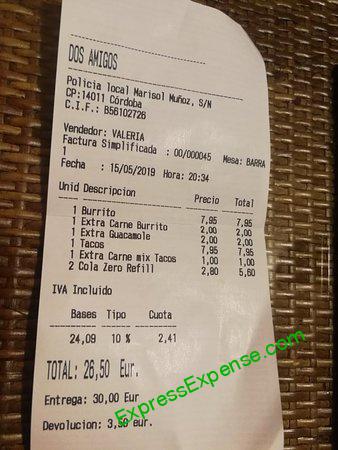 DOS AMIGOS
Policia local Marisol Muñoz, S/N
CP:14011 Córdoba
C.I.F.: B56102726
Vendedor: VALERIA
Factura Simplificada : 00/000045 Mesa: BARRA
1
Fecha : 15/05/2019 Hora: 20:34
Unid Descripcion Precio Total
1 Burrito 7,95 7,95
1 Extra Carne Burrito 2,00 2,00
1 Extra Guacamole 2,00 2,00
1 Tacos 7,95 7,95
1 Extra Carne mix Tacos 1,00 1,00
2 Cola Zero Refill 2,80 5,60
IVA Incluido
Bases Tipo Cuota
24,09 10 % 2,41
TOTAL: 26,50 Eur.
Entrega: 30,00 Eur
Devolucion: eur.
ExpressExpense.com